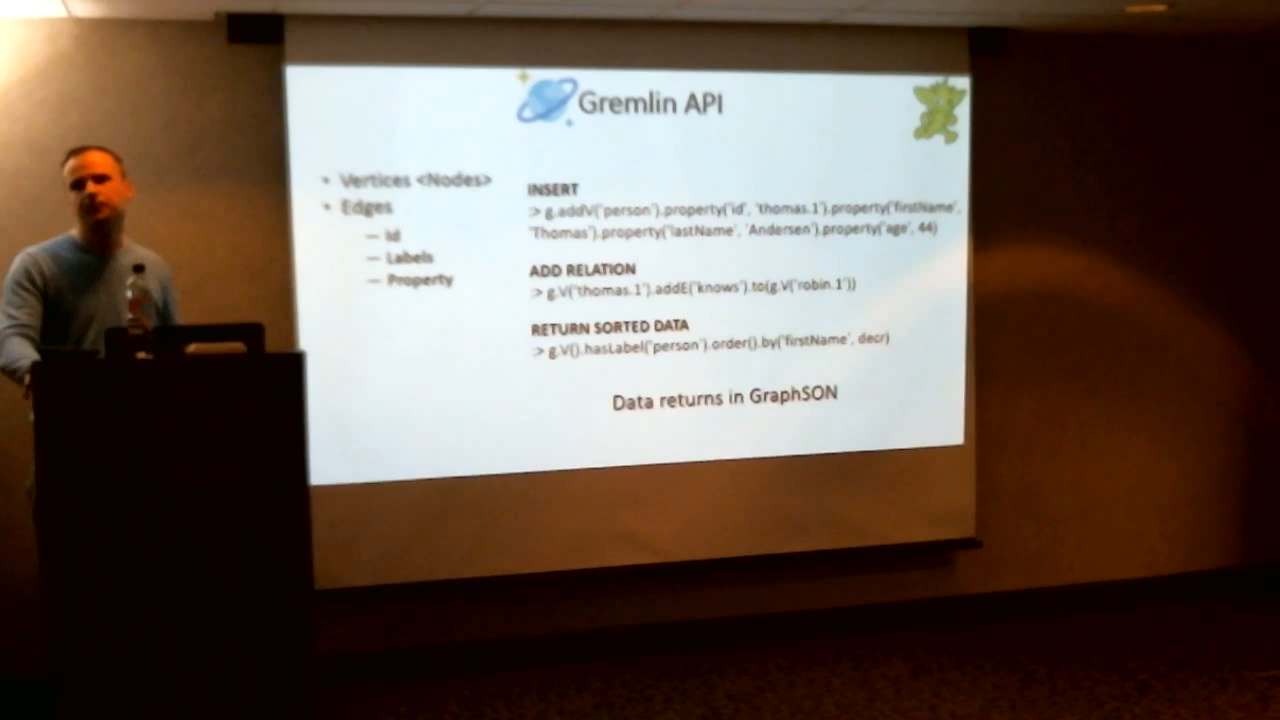 Gremlin API
• Vertices <Nodes>
• Edges
— Id
— Labels
— Property
INSERT
:> g.addV('person').property('id', 'thomas.1').property('firstName',
'Thomas').property('lastName', 'Andersen').property('age', 44)
ADD RELATION
:> g.V('thomas.1').addE('knows').to(g.V('robin.1'))
RETURN SORTED DATA
:> g.V().hasLabel('person').order().by('firstName', decr)
Data returns in GraphSON